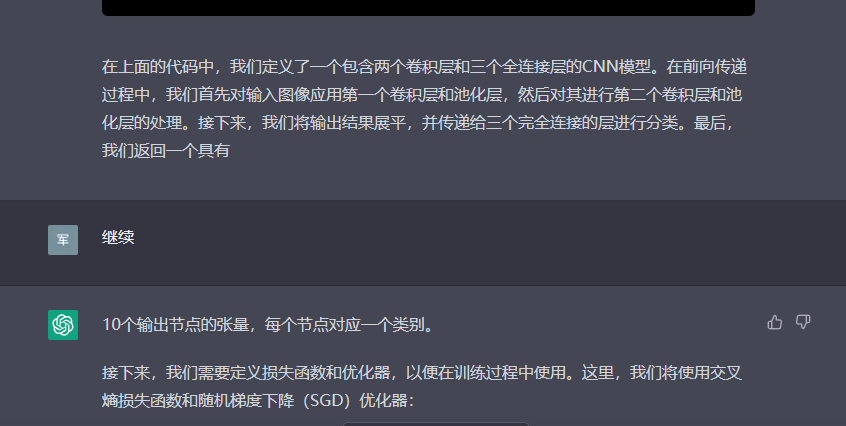 在上面的代码中，我们定义了一个包含两个卷积层和三个全连接层的CNN模型。在前向传递
过程中，我们首先对输入图像应用第一个卷积层和池化层，然后对其进行第二个卷积层和池
化层的处理。接下来，我们将输出结果展平，并传递给三个完全连接的层进行分类。最后，
我们返回一个具有
军
继续
10个输出节点的张量，每个节点对应一个类别。
接下来，我们需要定义损失函数和优化器，以便在训练过程中使用。这里，我们将使用交叉
熵损失函数和随机梯度下降（SGD）优化器：